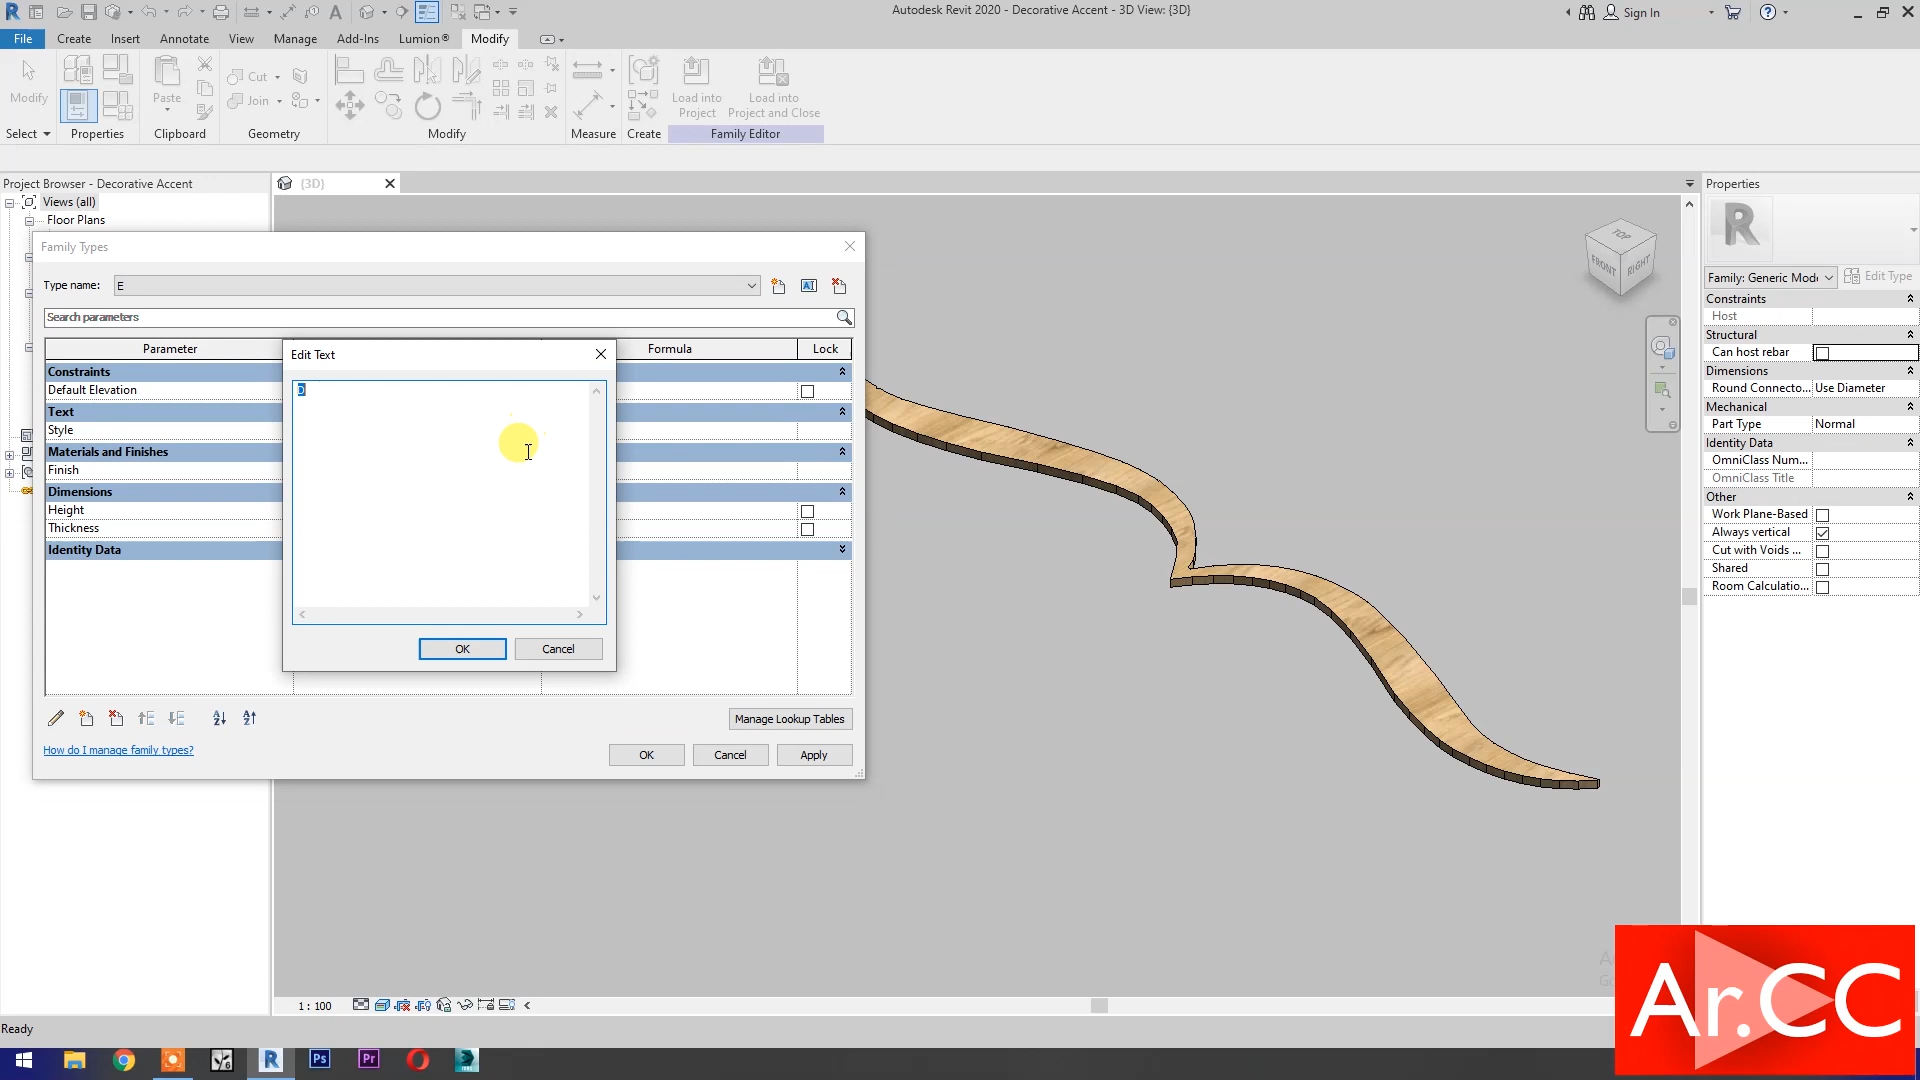 Autodesk Revit 2020 - Decorative Accent - 3D View: {3D}
Sign In
File Create Insert Annotate View Manage Add-Ins Lumion® Modify
Modify
Paste
Cut
Join
Load into
Project
Load into
Project and Close
Select Properties Clipboard Geometry Modify Measure Create Family Editor
Project Browser - Decorative Accent
Views (all)
Floor Plans
{3D}
Family Types
Type name: E
Search parameters
Parameter Formula Lock
Constraints
Default Elevation
Text
Style
Materials and Finishes
Finish
Dimensions
Height
Thickness
Identity Data
Edit Text
D
OK Cancel
Manage Lookup Tables
How do I manage family types?
OK Cancel Apply
TOP
FRONT RIGHT
Properties
R
Family: Generic Mode
Edit Type
Constraints
Host
Structural
Can host rebar
Dimensions
Round Connecto... Use Diameter
Mechanical
Part Type Normal
Identity Data
OmniClass Num...
OmniClass Title
Other
Work Plane-Based
Always vertical
Cut with Voids ...
Shared
Room Calculatio...
1 : 100
Ready
Ar.CC
R Ps Pr